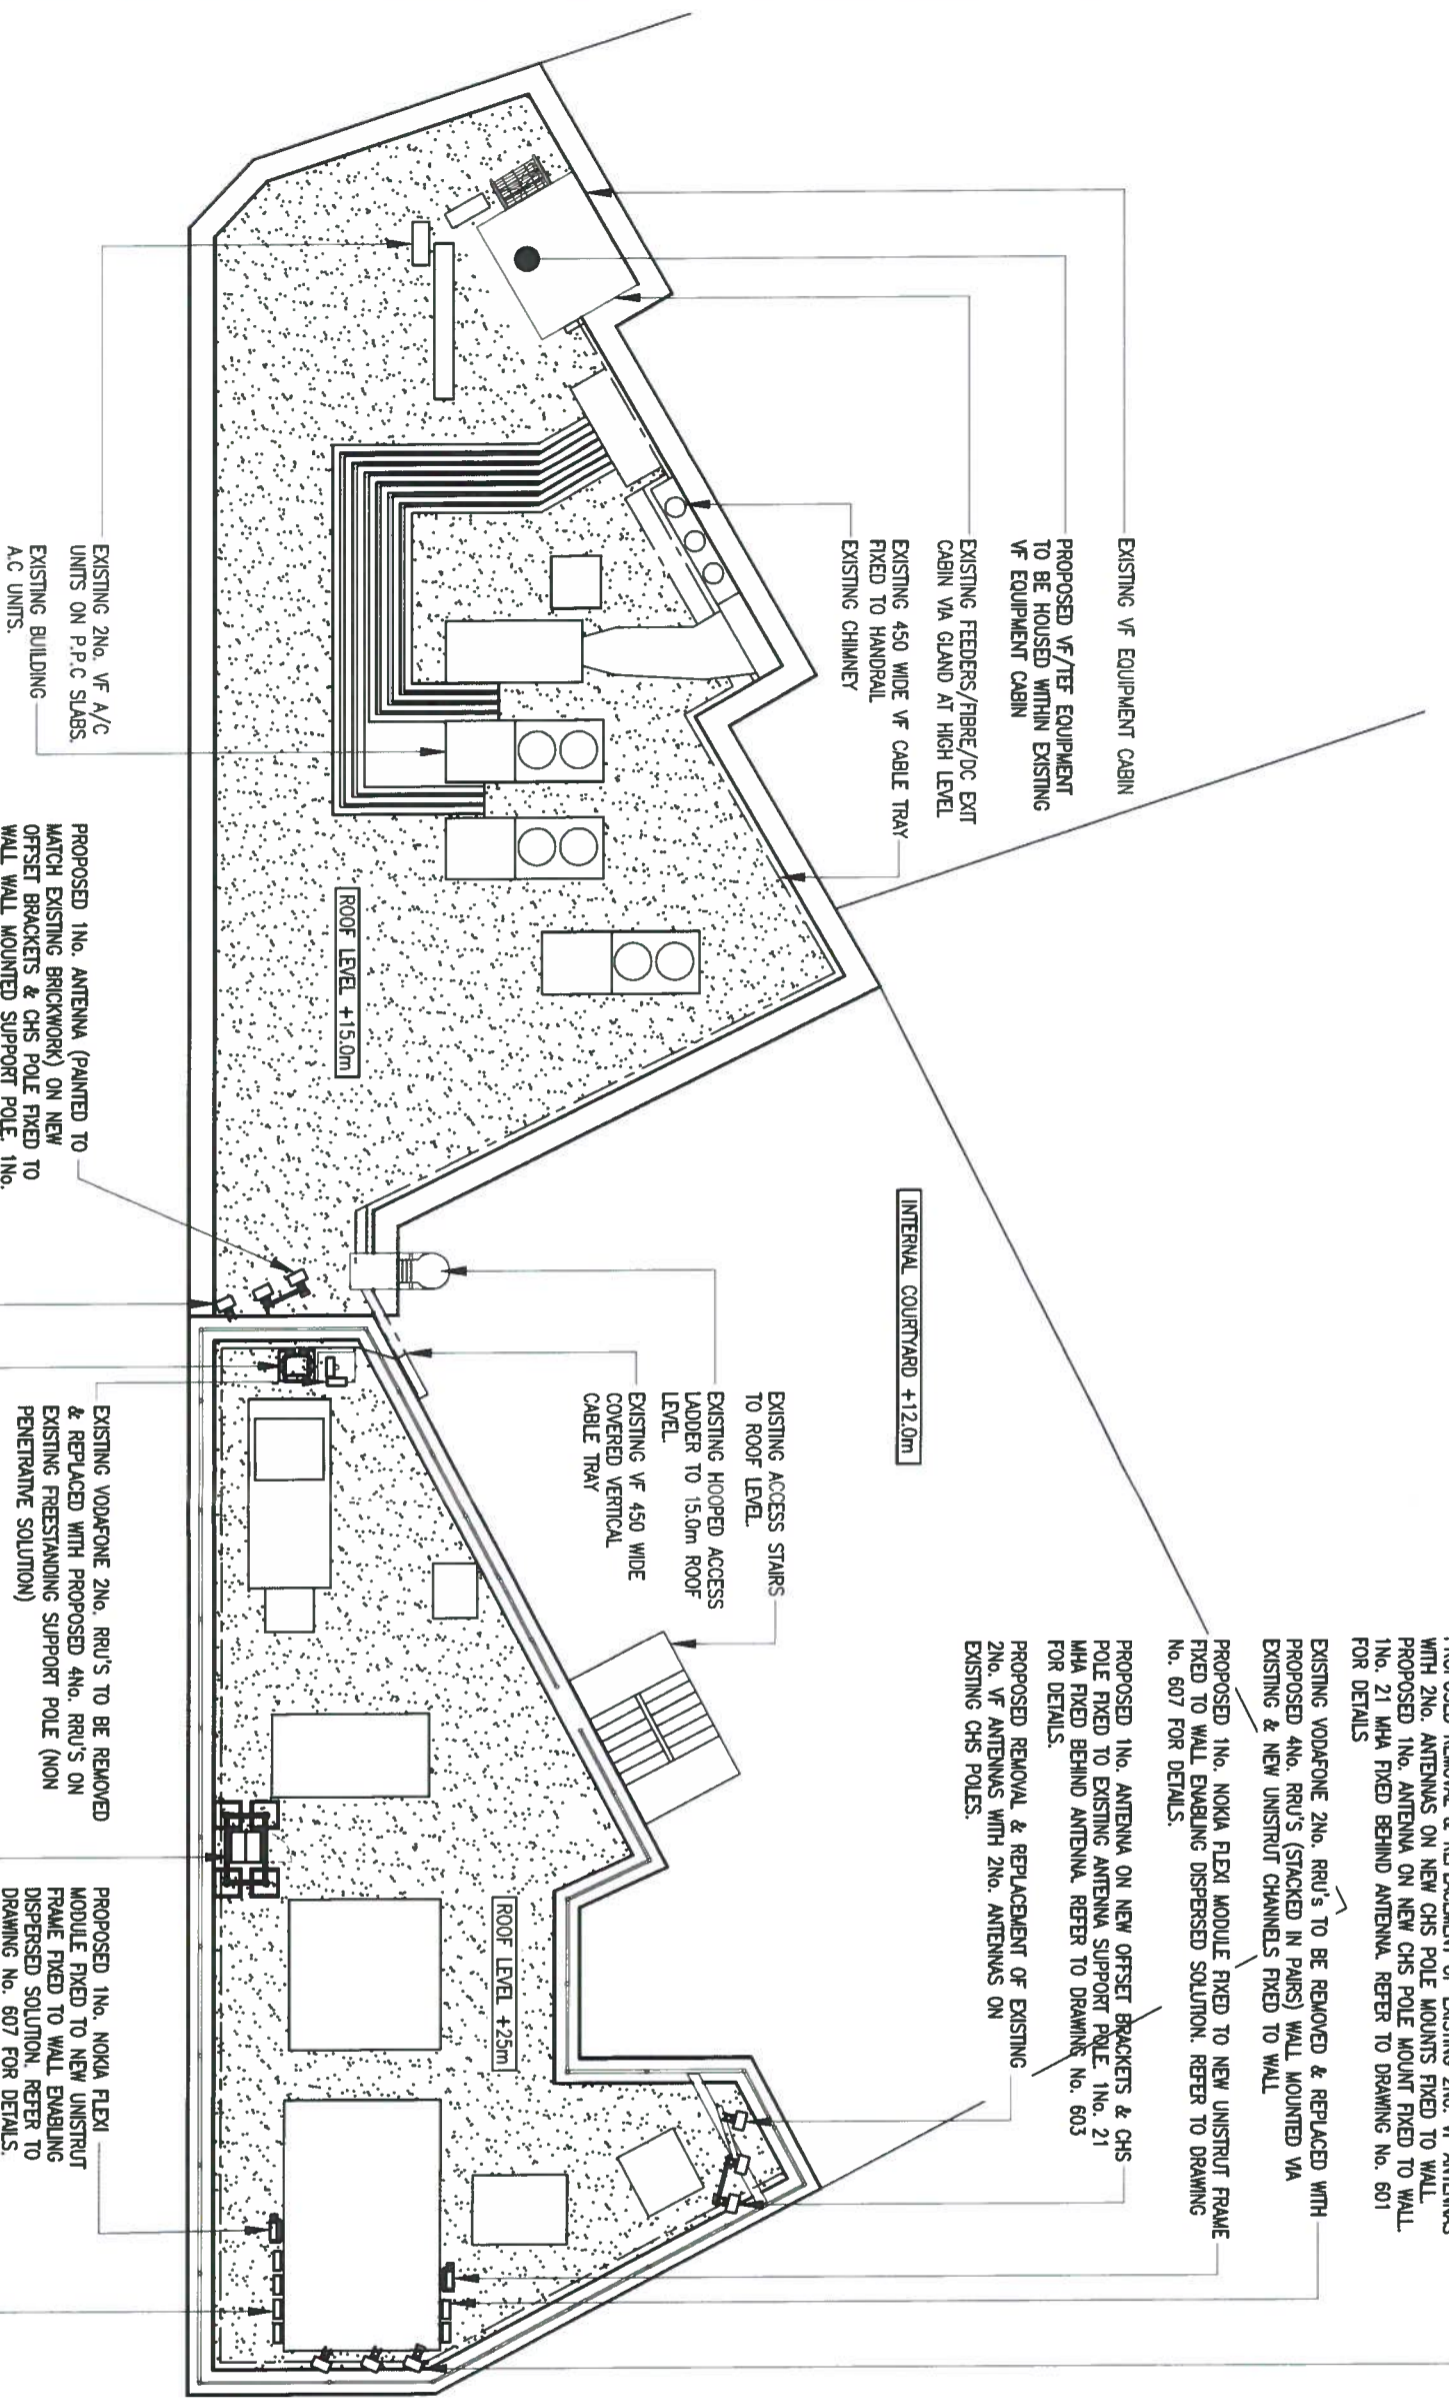 EXISTING VF EQUIPMENT CABIN
PROPOSED VF/TEF EQUIPMENT
TO BE HOUSED WITHIN EXISTING
VF EQUIPMENT CABIN
EXISTING FEEDERS/FIBRE/DC EXIT
CABIN VIA GLAND AT HIGH LEVEL
EXISTING 450 WIDE VF CABLE TRAY
FIXED TO HANDRAIL
EXISTING CHIMNEY
ROOF LEVEL +15.0m
EXISTING 2No. VF A/C
UNITS ON P.P.C SLABS.
EXISTING BUILDING
A.C UNITS.
PROPOSED 1No. ANTENNA (PAINTED TO
MATCH EXISTING BRICKWORK) ON NEW
OFFSET BRACKETS & CHS POLE FIXED TO
WALL WALL MOUNTED SUPPORT POLE. 1No.
INTERNAL COURTYARD +12.0m
EXISTING ACCESS STAIRS
TO ROOF LEVEL.
EXISTING HOOPED ACCESS
LADDER TO 15.0m ROOF
LEVEL.
EXISTING VF 450 WIDE
COVERED VERTICAL
CABLE TRAY
EXISTING VODAFONE 2No. RRU'S TO BE REMOVED
& REPLACED WITH PROPOSED 4No. RRU'S ON
EXISTING FREESTANDING SUPPORT POLE (NON
PENETRATIVE SOLUTION)
WITH 2No. ANTENNAS ON NEW CHS POLE MOUNTS FIXED TO WALL.
PROPOSED 1No. ANTENNA ON NEW CHS POLE MOUNT FIXED TO WALL.
1No. 21 MHA FIXED BEHIND ANTENNA. REFER TO DRAWING No. 601
FOR DETAILS
EXISTING VODAFONE 2No. RRU's TO BE REMOVED & REPLACED WITH
PROPOSED 4No. RRU'S (STACKED IN PAIRS) WALL MOUNTED VIA
EXISTING & NEW UNISTRUT CHANNELS FIXED TO WALL
PROPOSED 1No. NOKIA FLEXI MODULE FIXED TO NEW UNISTRUT FRAME
FIXED TO WALL ENABLING DISPERSED SOLUTION. REFER TO DRAWING
No. 607 FOR DETAILS.
PROPOSED 1No. ANTENNA ON NEW OFFSET BRACKETS & CHS
POLE FIXED TO EXISTING ANTENNA SUPPORT POLE. 1No. 21
MHA FIXED BEHIND ANTENNA. REFER TO DRAWING No. 603
FOR DETAILS.
PROPOSED REMOVAL & REPLACEMENT OF EXISTING
2No. VF ANTENNAS WITH 2No. ANTENNAS ON
EXISTING CHS POLES.
ROOF LEVEL +25m
PROPOSED 1No. NOKIA FLEXI
MODULE FIXED TO NEW UNISTRUT
FRAME FIXED TO WALL ENABLING
DISPERSED SOLUTION. REFER TO
DRAWING No. 607 FOR DETAILS.